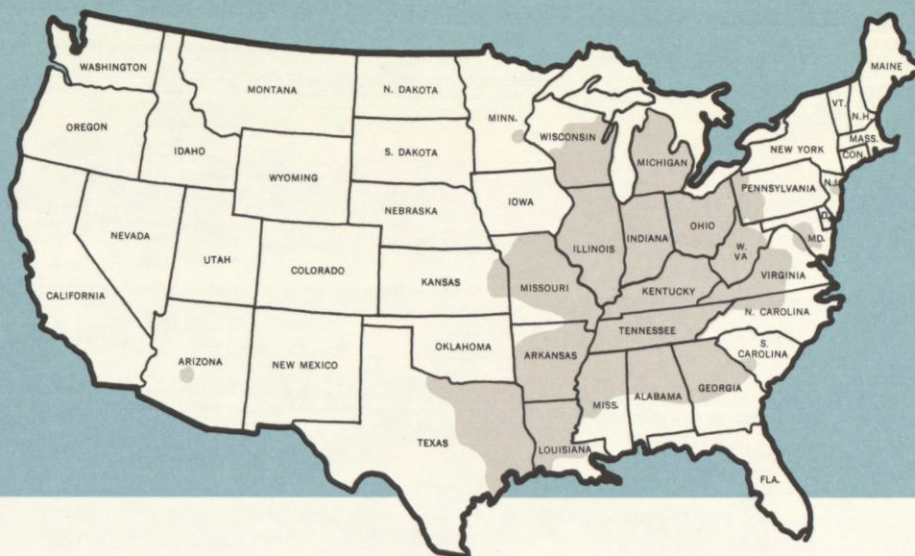 WASHINGTON
MONTANA
N. DAKOTA
MINN.
MAINE
VT.
N.H.
OREGON
IDAHO
WYOMING
S. DAKOTA
WISCONSIN
MICHIGAN
NEW YORK
MASS.
CON.
NEVADA
UTAH
COLORADO
NEBRASKA
IOWA
ILLINOIS
INDIANA
OHIO
PENNSYLVANIA
N.J.
W.
VA
MD.
VIRGINIA
CALIFORNIA
KANSAS
MISSOURI
KENTUCKY
ARIZONA
NEW MEXICO
OKLAHOMA
ARKANSAS
TENNESSEE
N. CAROLINA
S.
CAROLINA
TEXAS
LOUISIANA
MISS.
ALABAMA
GEORGIA
FLA.